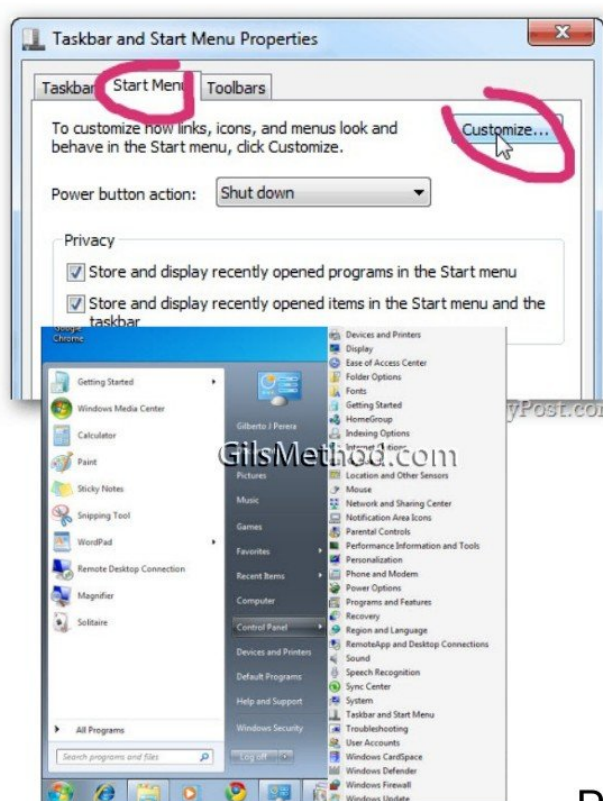 Taskbar and Start Menu Properties
Taskbar Start Menu Toolbars
To customize how links, icons, and menus look and
behave in the Start menu, click Customize.
Customize...
Power button action: Shut down
Privacy
Store and display recently opened programs in the Start menu
Store and display recently opened items in the Start menu and the
taskbar
yPost.com
Google
Chrome
Getting Started
Windows Media Center
Calculator
Paint
Sticky Notes
Snipping Tool
WordPad
Remote Desktop Connection
Magnifier
Solitaire
All Programs
Search programs and files
Gilberto J Perera
GilsMethod.com
Pictures
Music
Games
Favorites
Recent Items
Computer
Control Panel
Devices and Printers
Default Programs
Help and Support
Windows Security
Log off
Devices and Printers
Display
Ease of Access Center
Folder Options
Fonts
Getting Started
HomeGroup
Indexing Options
Internet Options
Location and Other Sensors
Mouse
Network and Sharing Center
Notification Area Icons
Parental Controls
Performance Information and Tools
Personalization
Phone and Modem
Power Options
Programs and Features
Recovery
Region and Language
RemoteApp and Desktop Connections
Sound
Speech Recognition
Sync Center
System
Taskbar and Start Menu
Troubleshooting
User Accounts
Windows CardSpace
Windows Defender
Windows Firewall
Windows Update